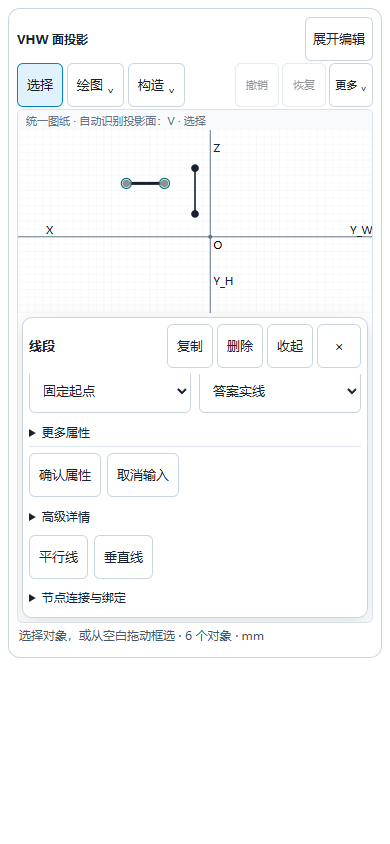 VHW 面投影
展开编辑
选择
绘图 v
构造 v
撤销
恢复
更多 v
统一图纸 · 自动识别投影面：V · 选择
Z
X
Y_W
O
Y_H
线段
复制
删除
收起
×
固定起点
答案实线
更多属性
确认属性
取消输入
高级详情
平行线
垂直线
节点连接与绑定
选择对象，或从空白拖动框选 · 6 个对象 · mm